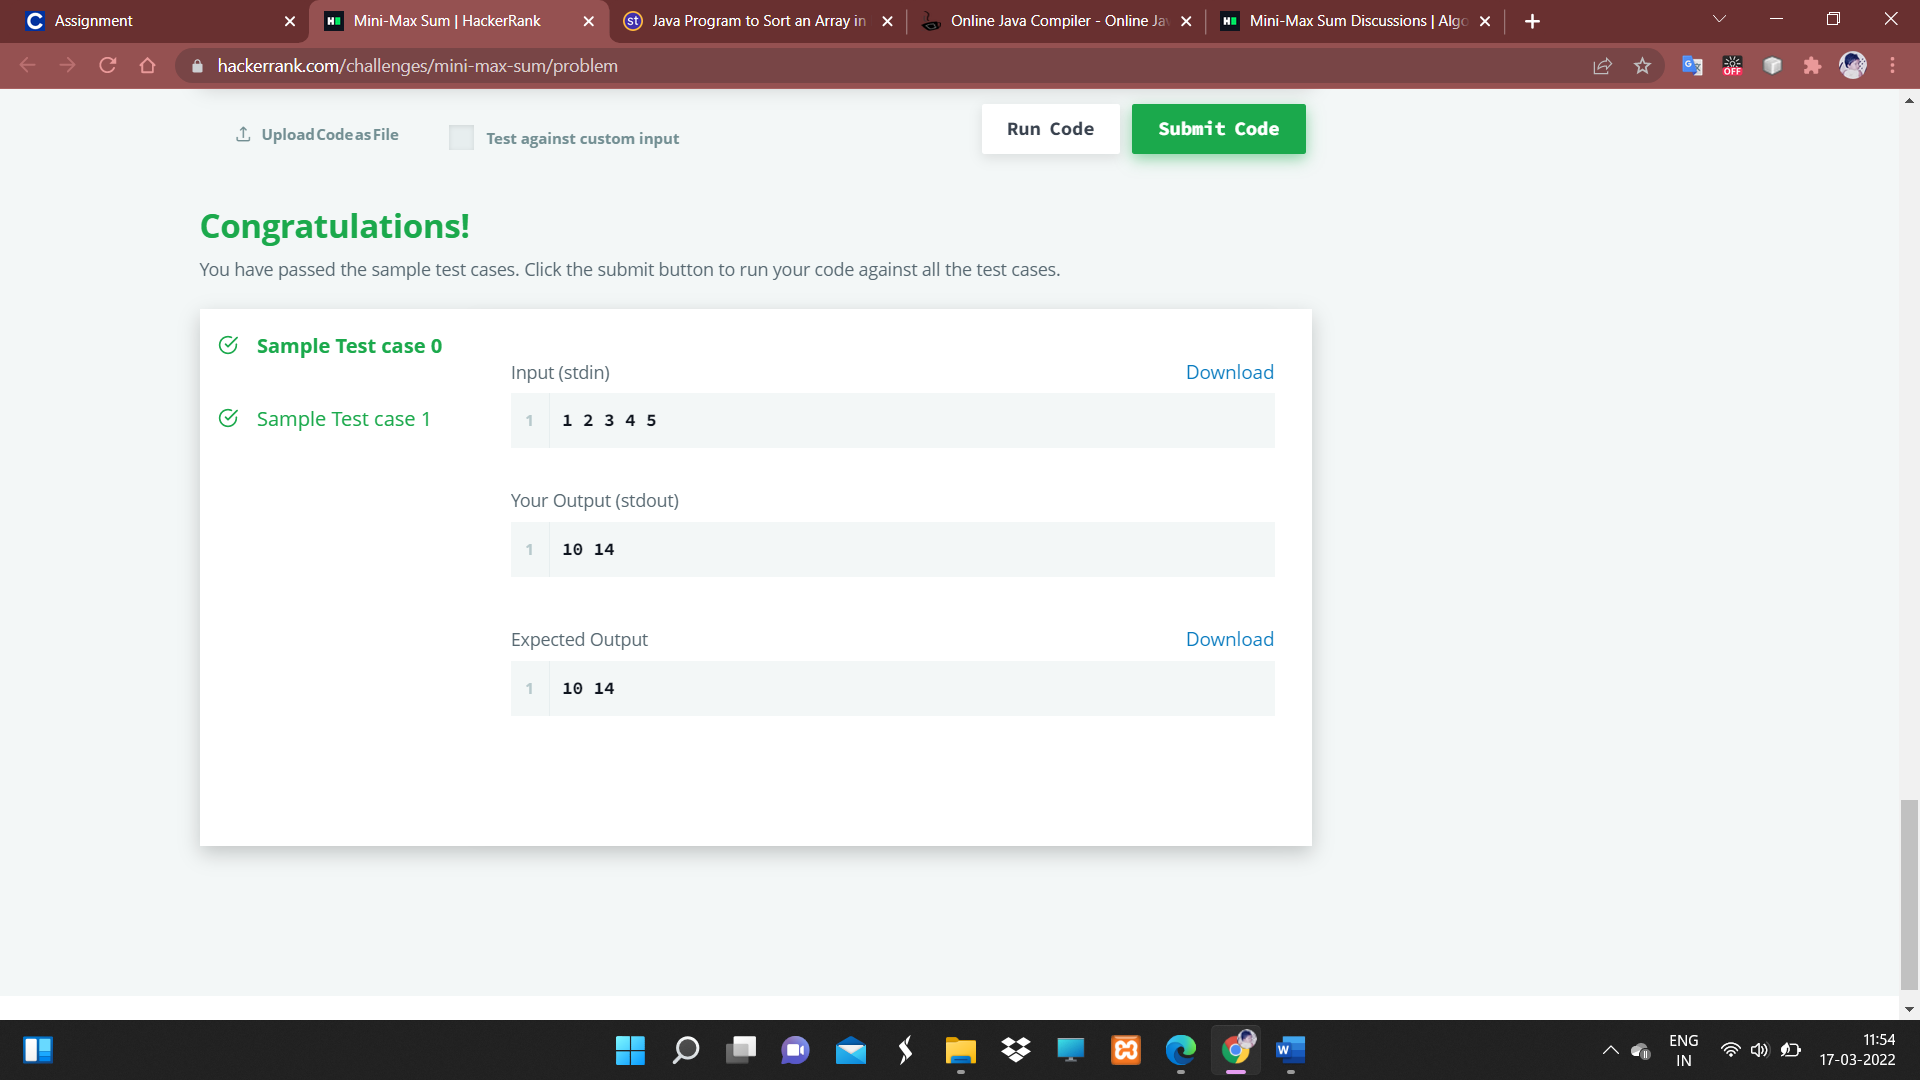 Assignment
Mini-Max Sum | HackerRank
Java Program to Sort an Array in
Online Java Compiler - Online Jav
Mini-Max Sum Discussions | Algo
hackerrank.com/challenges/mini-max-sum/problem
OFF
Upload Code as File
Test against custom input
Run Code
Submit Code
Congratulations!
You have passed the sample test cases. Click the submit button to run your code against all the test cases.
Sample Test case 0
Sample Test case 1
Input (stdin)
Download
1
1 2 3 4 5
Your Output (stdout)
1
10 14
Expected Output
Download
1
10 14
ENG
IN
11:54
17-03-2022